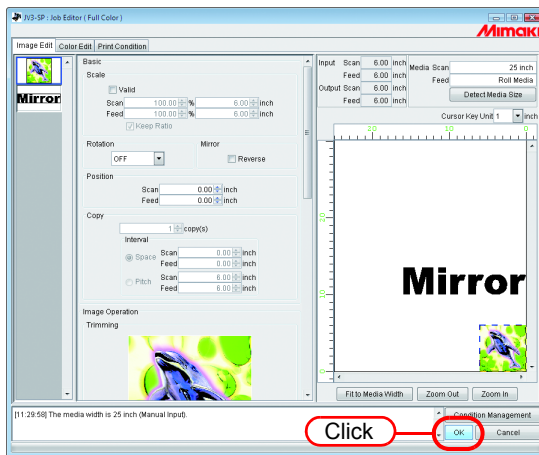 JV3-SP : Job Editor ( Full Color )
Mimaki
Image Edit Color Edit Print Condition
Mirror
Basic
Scale
Valid
Scan 100.00 % 6.00 inch
Feed 100.00 % 6.00 inch
Keep Ratio
Rotation Mirror
OFF Reverse
Position
Scan 0.00 inch
Feed 0.00 inch
Copy
1 copy(s)
Interval
Space Scan 0.00 inch
Feed 0.00 inch
Pitch Scan 6.00 inch
Feed 6.00 inch
Image Operation
Trimming
Input Scan 6.00 inch
Feed 6.00 inch
Output Scan 6.00 inch
Feed 6.00 inch
Media Scan 25 inch
Feed Roll Media
Detect Media Size
Cursor Key Unit 1 inch
20 10 0
20
10
0
Mirror
Fit to Media Width Zoom Out Zoom In
[11:29:58] The media width is 25 inch (Manual Input).
Condition Management
Click
OK Cancel